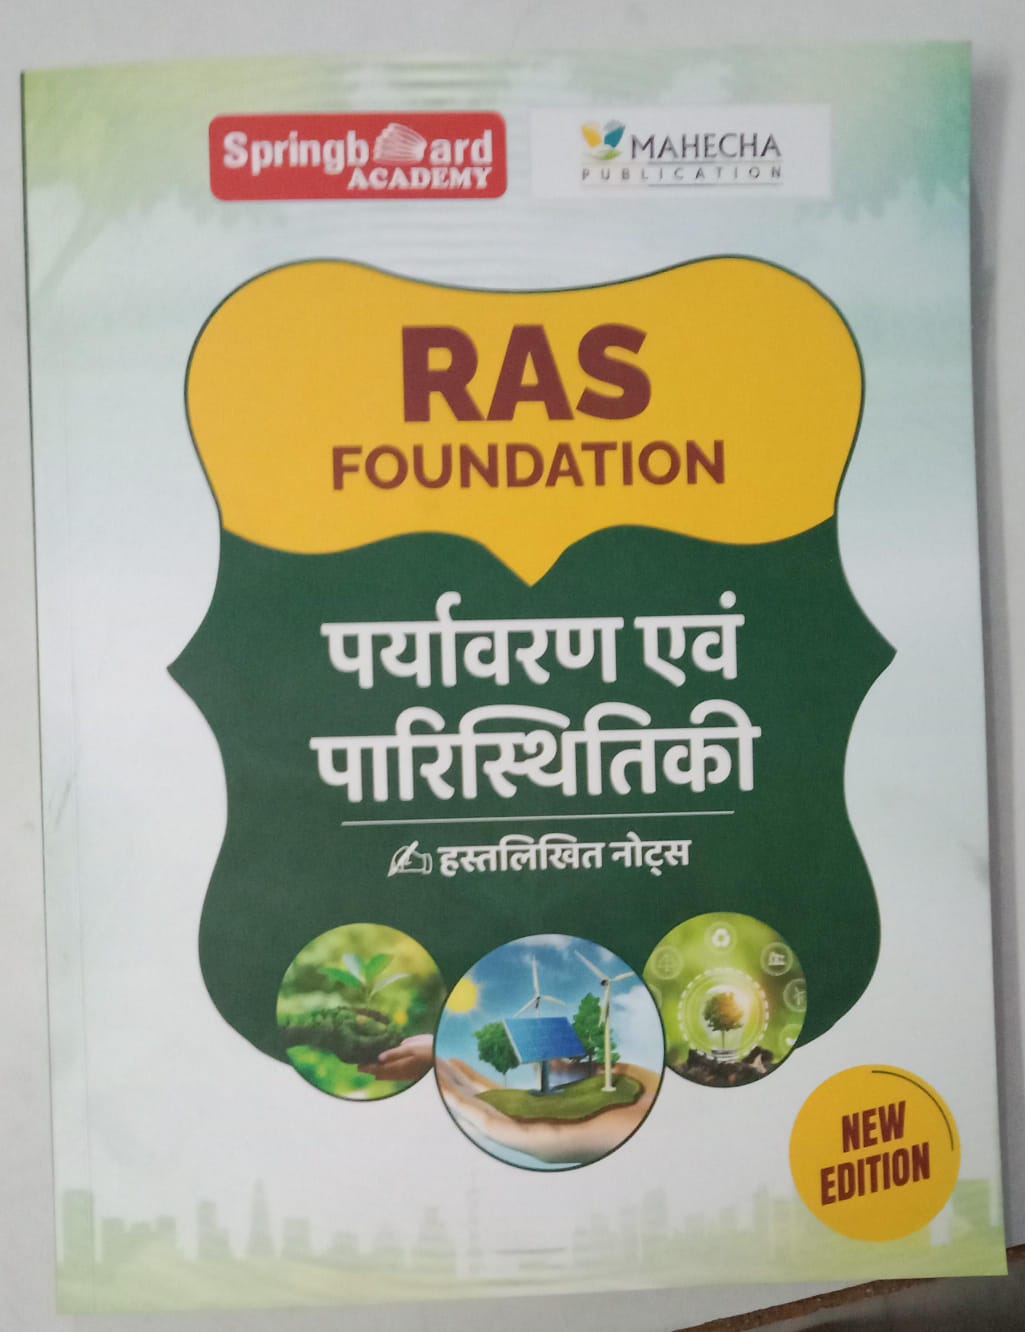 Springboard
ACADEMY
MAHECHA
PUBLICATION
RAS
FOUNDATION
पर्यावरण एवं
पारिस्थितिकी
हस्तलिखित नोट्स
NEW
EDITION